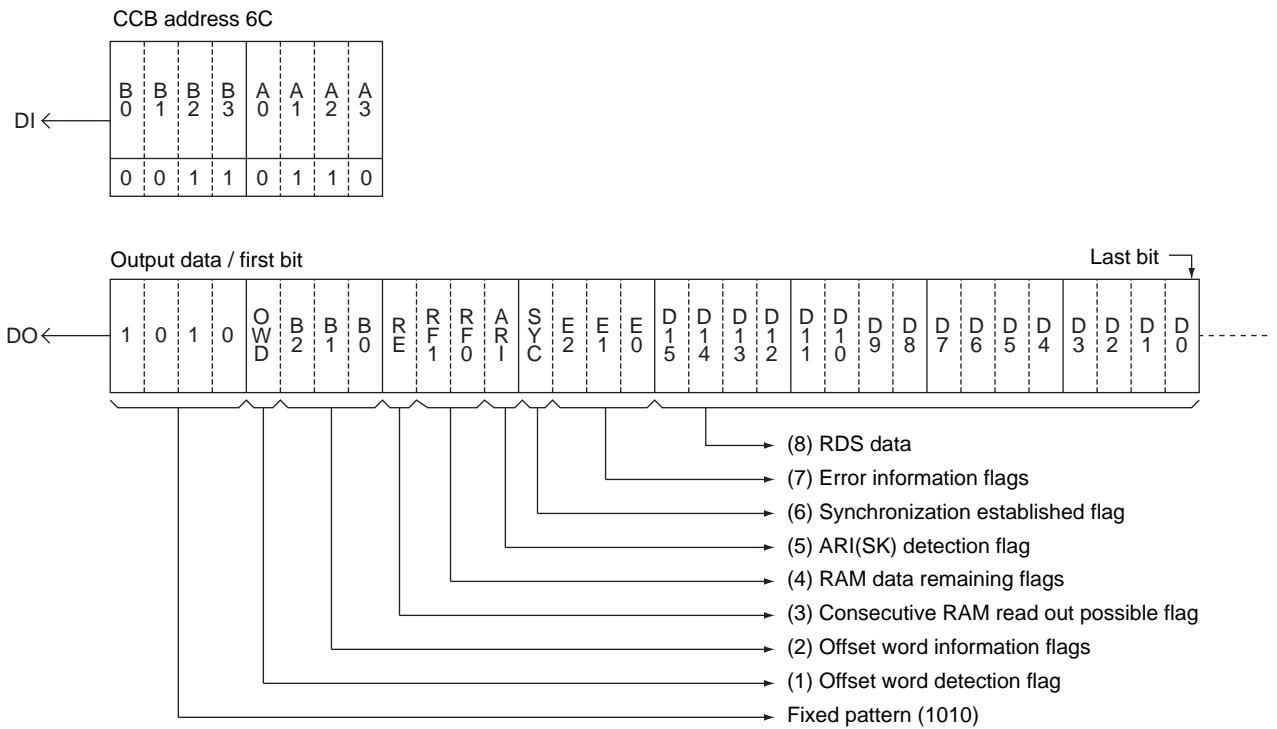 CCB address 6C
DI
B0 B1 B2 B3 A0 A1 A2 A3
0 0 1 1 0 1 1 0
Output data / first bit
Last bit
DO
1 0 1 0 OWD B2 B1 B0 RE RF1 RF0 ARI SYC E2 E1 E0 D15 D14 D13 D12 D11 D10 D9 D8 D7 D6 D5 D4 D3 D2 D1 D0
(8) RDS data
(7) Error information flags
(6) Synchronization established flag
(5) ARI(SK) detection flag
(4) RAM data remaining flags
(3) Consecutive RAM read out possible flag
(2) Offset word information flags
(1) Offset word detection flag
Fixed pattern (1010)